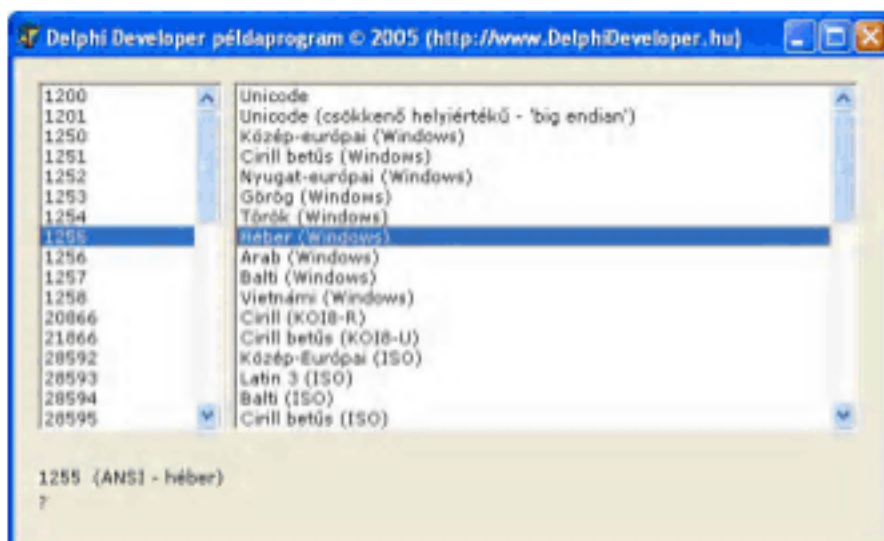 Delphi Developer példaprogram © 2005 (http://www.DelphiDeveloper.hu)
1200 Unicode
1201 Unicode (csökkenő helyiértékű - 'big endian')
1250 Közép-európai (Windows)
1251 Cirill betűs (Windows)
1252 Nyugat-európai (Windows)
1253 Görög (Windows)
1254 Török (Windows)
1255 Héber (Windows)
1256 Arab (Windows)
1257 Balti (Windows)
1258 Vietnámi (Windows)
20866 Cirill (KOI8-R)
21866 Cirill betűs (KOI8-U)
28592 Közép-Európai (ISO)
28593 Latin 3 (ISO)
28594 Balti (ISO)
28595 Cirill betűs (ISO)
1255 (ANSI - héber)
?